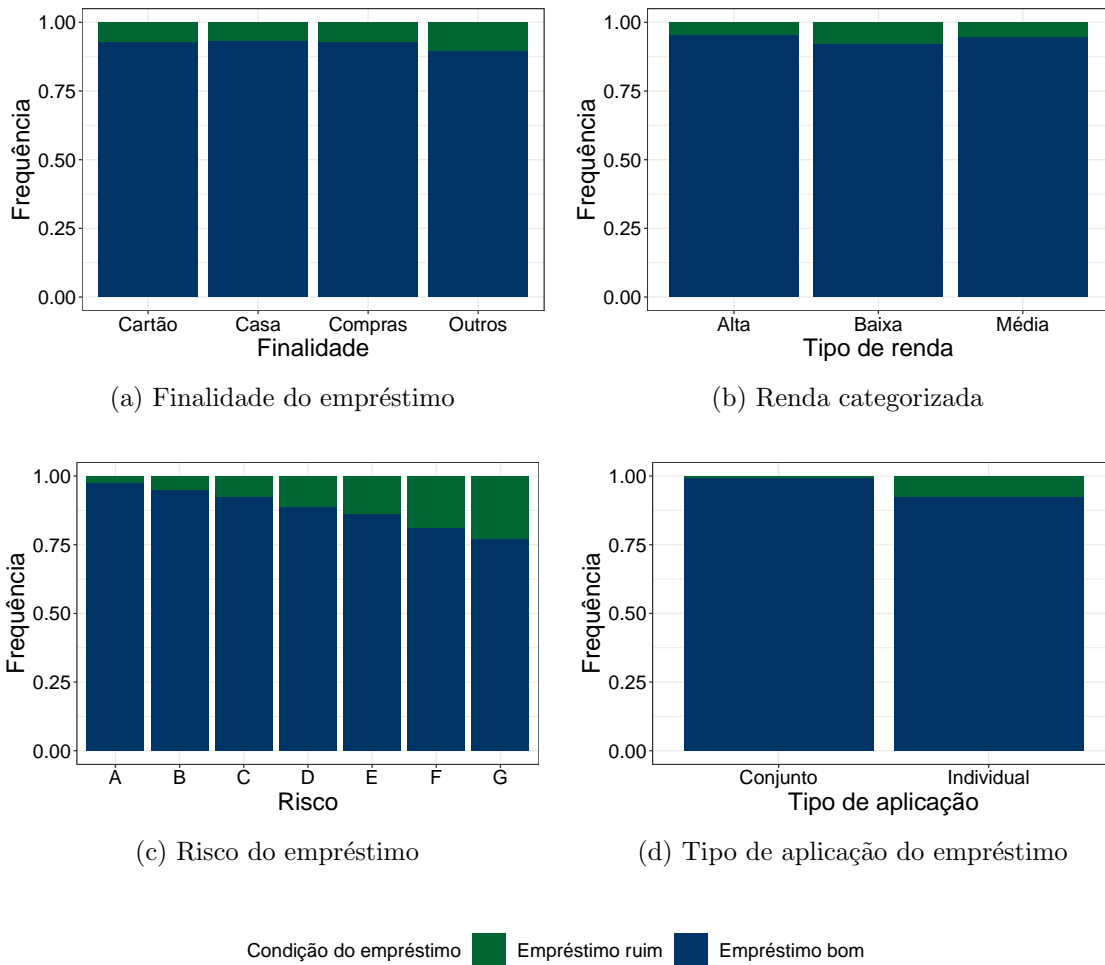 1.00
0.75
0.50
0.25
0.00
Frequência
Cartão Casa Compras Outros
Finalidade
(a) Finalidade do empréstimo
1.00
0.75
0.50
0.25
0.00
Frequência
Alta Baixa Média
Tipo de renda
(b) Renda categorizada
1.00
0.75
0.50
0.25
0.00
Frequência
A B C D E F G
Risco
(c) Risco do empréstimo
1.00
0.75
0.50
0.25
0.00
Frequência
Conjunto Individual
Tipo de aplicação
(d) Tipo de aplicação do empréstimo
Condição do empréstimo Empréstimo ruim Empréstimo bom